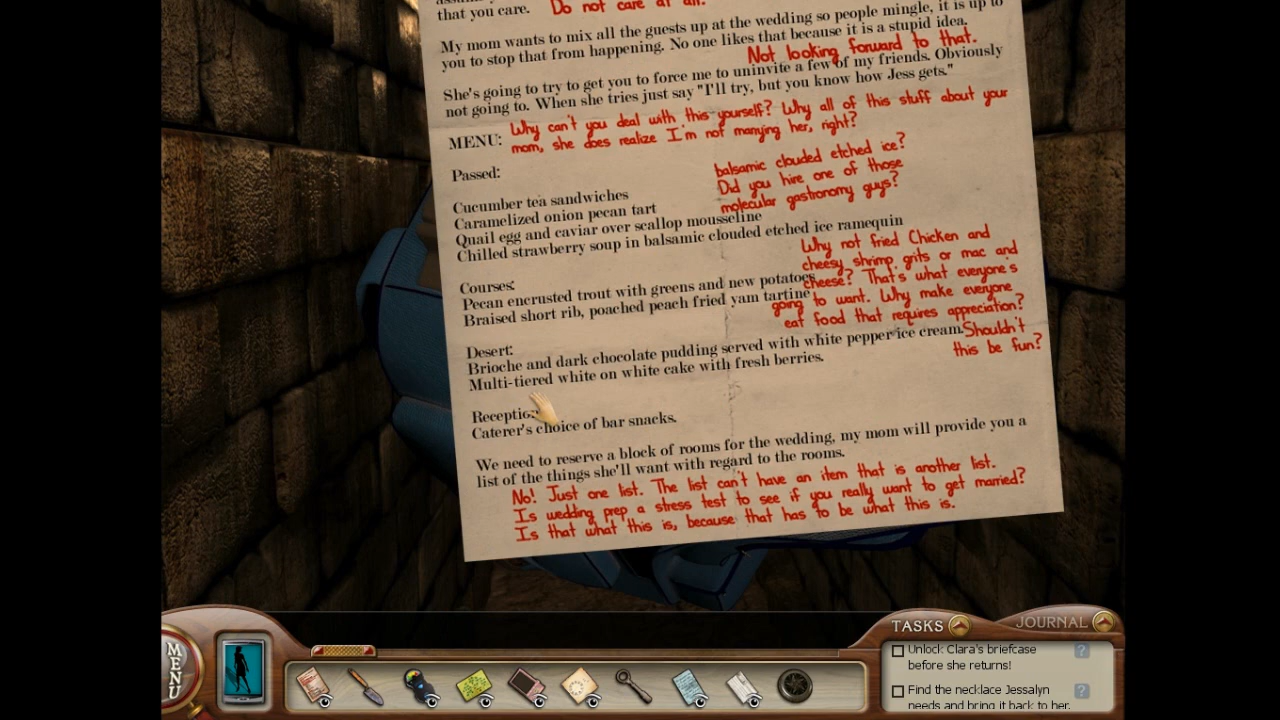 that you care. Do not care at all.
My mom wants to mix all the guests up at the wedding so people mingle, it is up to
you to stop that from happening. No one likes that because it is a stupid idea.
Not looking forward to that.
She's going to try to get you to force me to uninvite a few of my friends. Obviously
not going to. When she tries just say "I'll try, but you know how Jess gets."
MENU: Why can't you deal with this yourself? Why all of this stuff about your
mom, she does realize I'm not marrying her, right?
Passed:
balsamic clouded etched ice?
Did you hire one of those
molecular gastronomy guys?
Cucumber tea sandwiches
Caramelized onion pecan tart
Quail egg and caviar over scallop mousseline
Chilled strawberry soup in balsamic clouded etched ice ramequin
Why not fried Chicken and
cheesy shrimp grits or mac and
cheese? That's what everyone's
going to want. Why make everyone
eat food that requires appreciation?
Shouldn't
this be fun?
Courses:
Pecan encrusted trout with greens and new potatoes
Braised short rib, poached peach fried yam tartine
Desert:
Brioche and dark chocolate pudding served with white pepper ice cream.
Multi-tiered white on white cake with fresh berries.
Caterer's choice of bar snacks.
We need to reserve a block of rooms for the wedding, my mom will provide you a
list of the things she'll want with regard to the rooms.
No! Just one list. The list can't have an item that is another list.
Is wedding prep a stress test to see if you really want to get married?
Is that what this is, because that has to be what this is.
MENU
TASKS
JOURNAL
Unlock Clara's briefcase
before she returns!
Find the necklace Jessalyn
needs and bring it back to her.